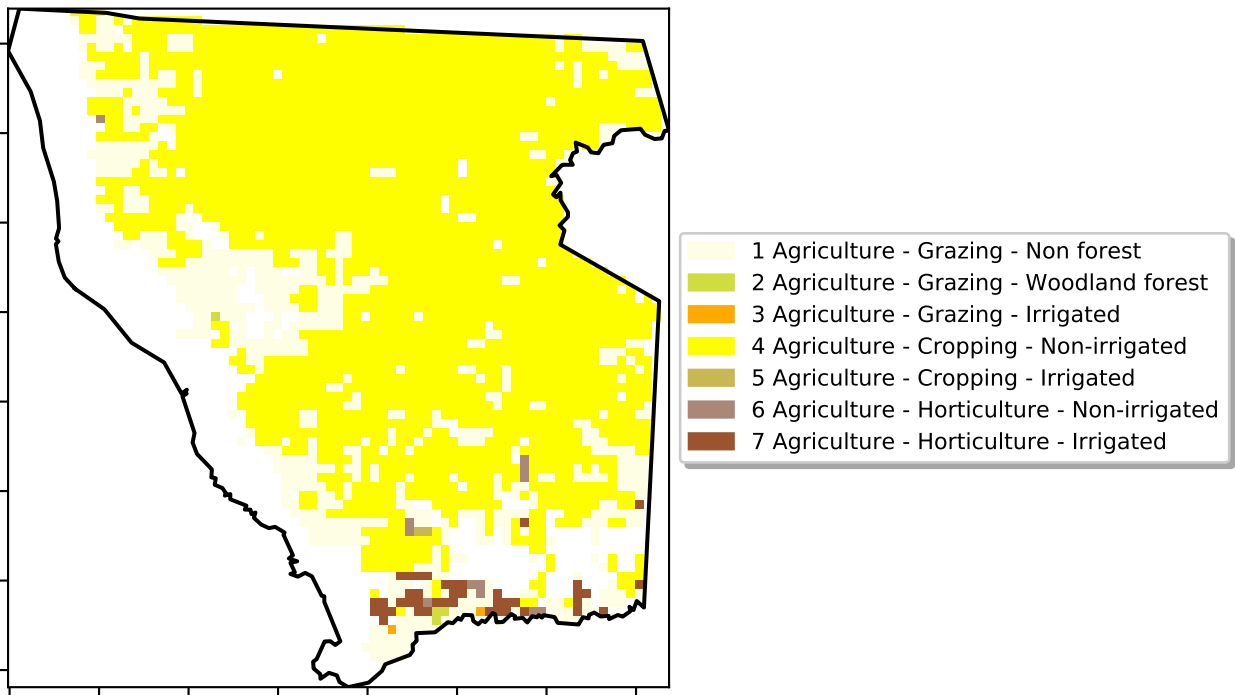 1 Agriculture - Grazing - Non forest
2 Agriculture - Grazing - Woodland forest
3 Agriculture - Grazing - Irrigated
4 Agriculture - Cropping - Non-irrigated
5 Agriculture - Cropping - Irrigated
6 Agriculture - Horticulture - Non-irrigated
7 Agriculture - Horticulture - Irrigated